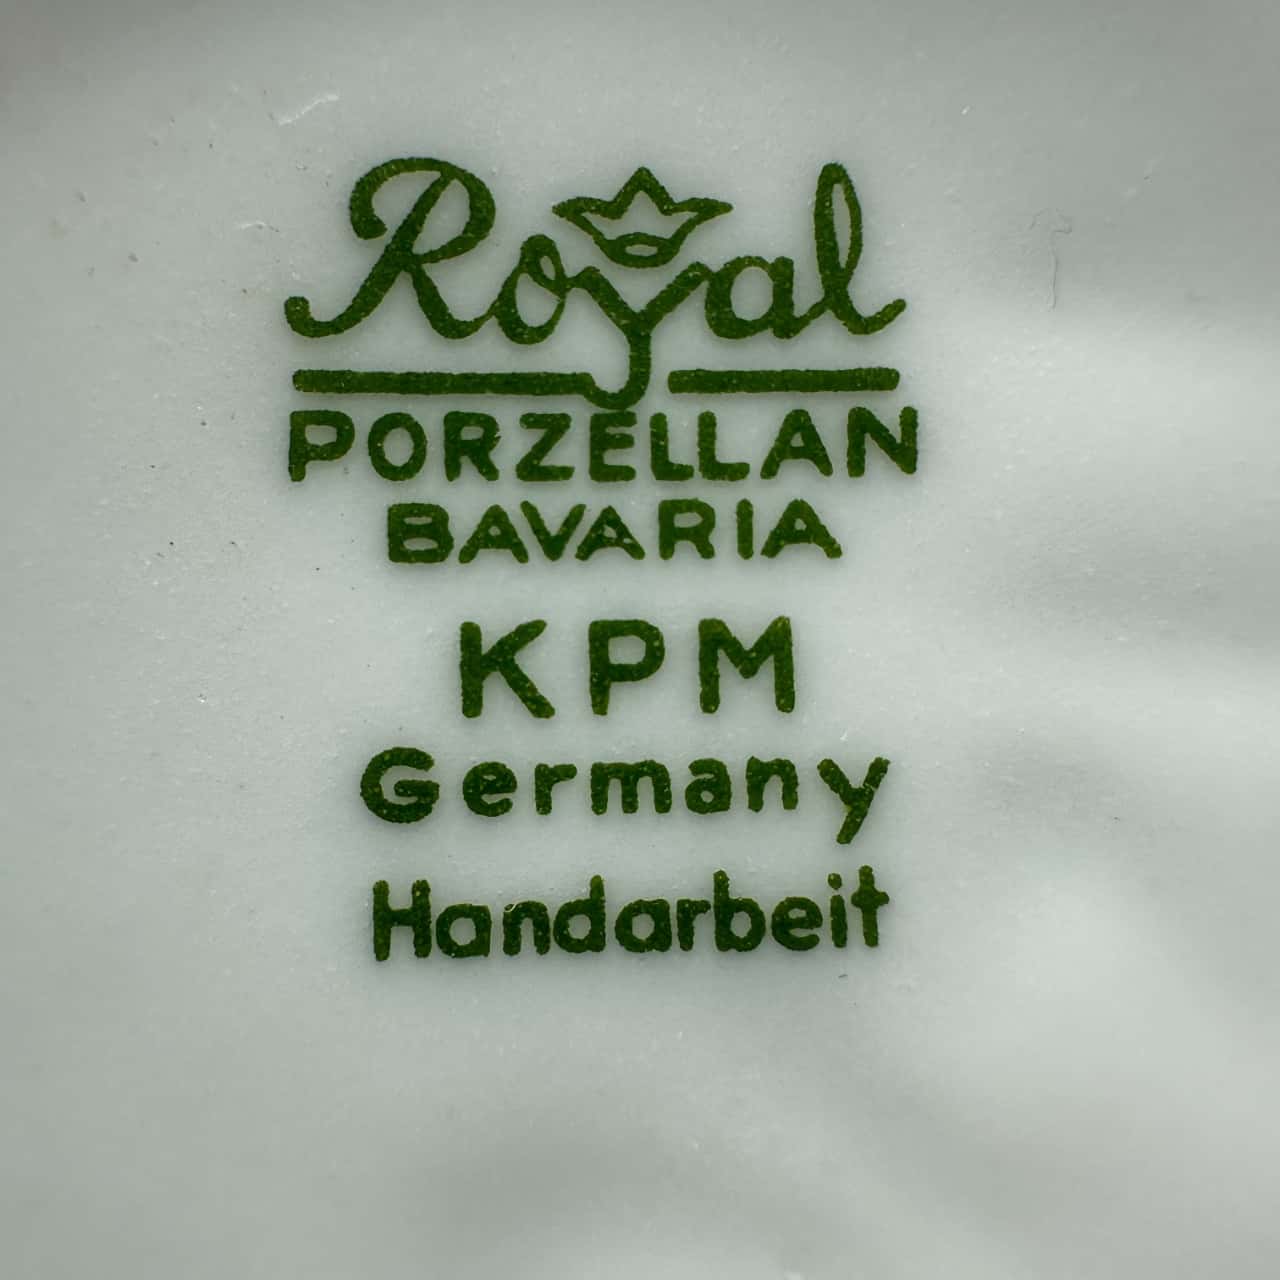 Royal
PORZELLAN
BAVARIA
KPM
Germany
Handarbeit